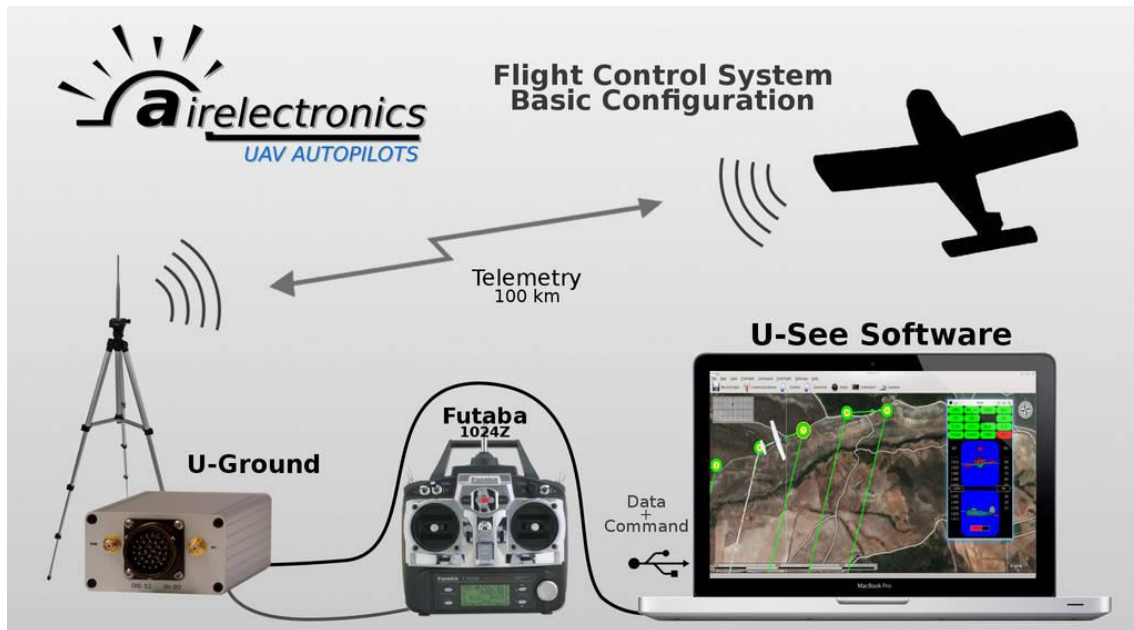 airelectronics
UAV AUTOPILOTS
Flight Control System
Basic Configuration
Telemetry
100 km
U-See Software
Futaba
1024Z
U-Ground
Data
+
Command
Futaba
MacBook Pro